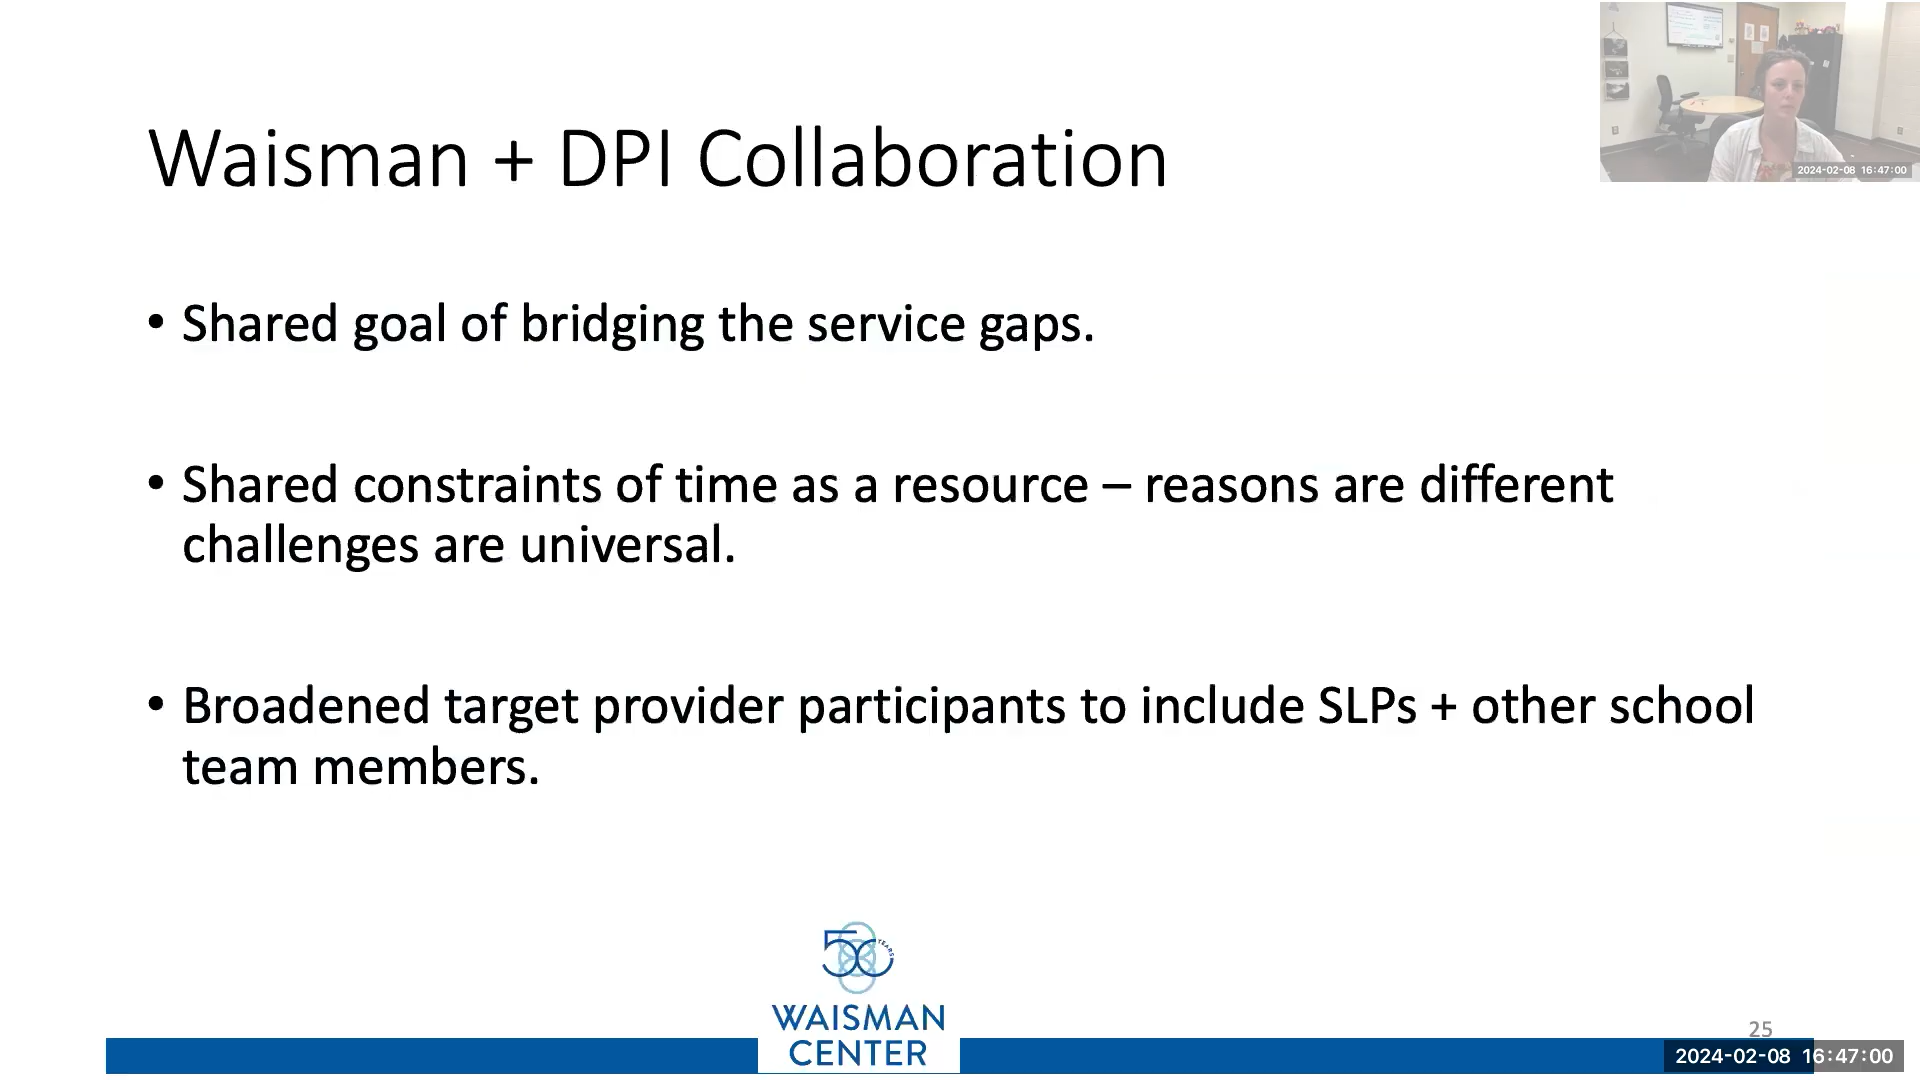 2024-02-08 16:47:00
Waisman + DPI Collaboration
• Shared goal of bridging the service gaps.
• Shared constraints of time as a resource – reasons are different
challenges are universal.
• Broadened target provider participants to include SLPs + other school
team members.
50 YEARS
WAISMAN
CENTER
25
2024-02-08 16:47:00